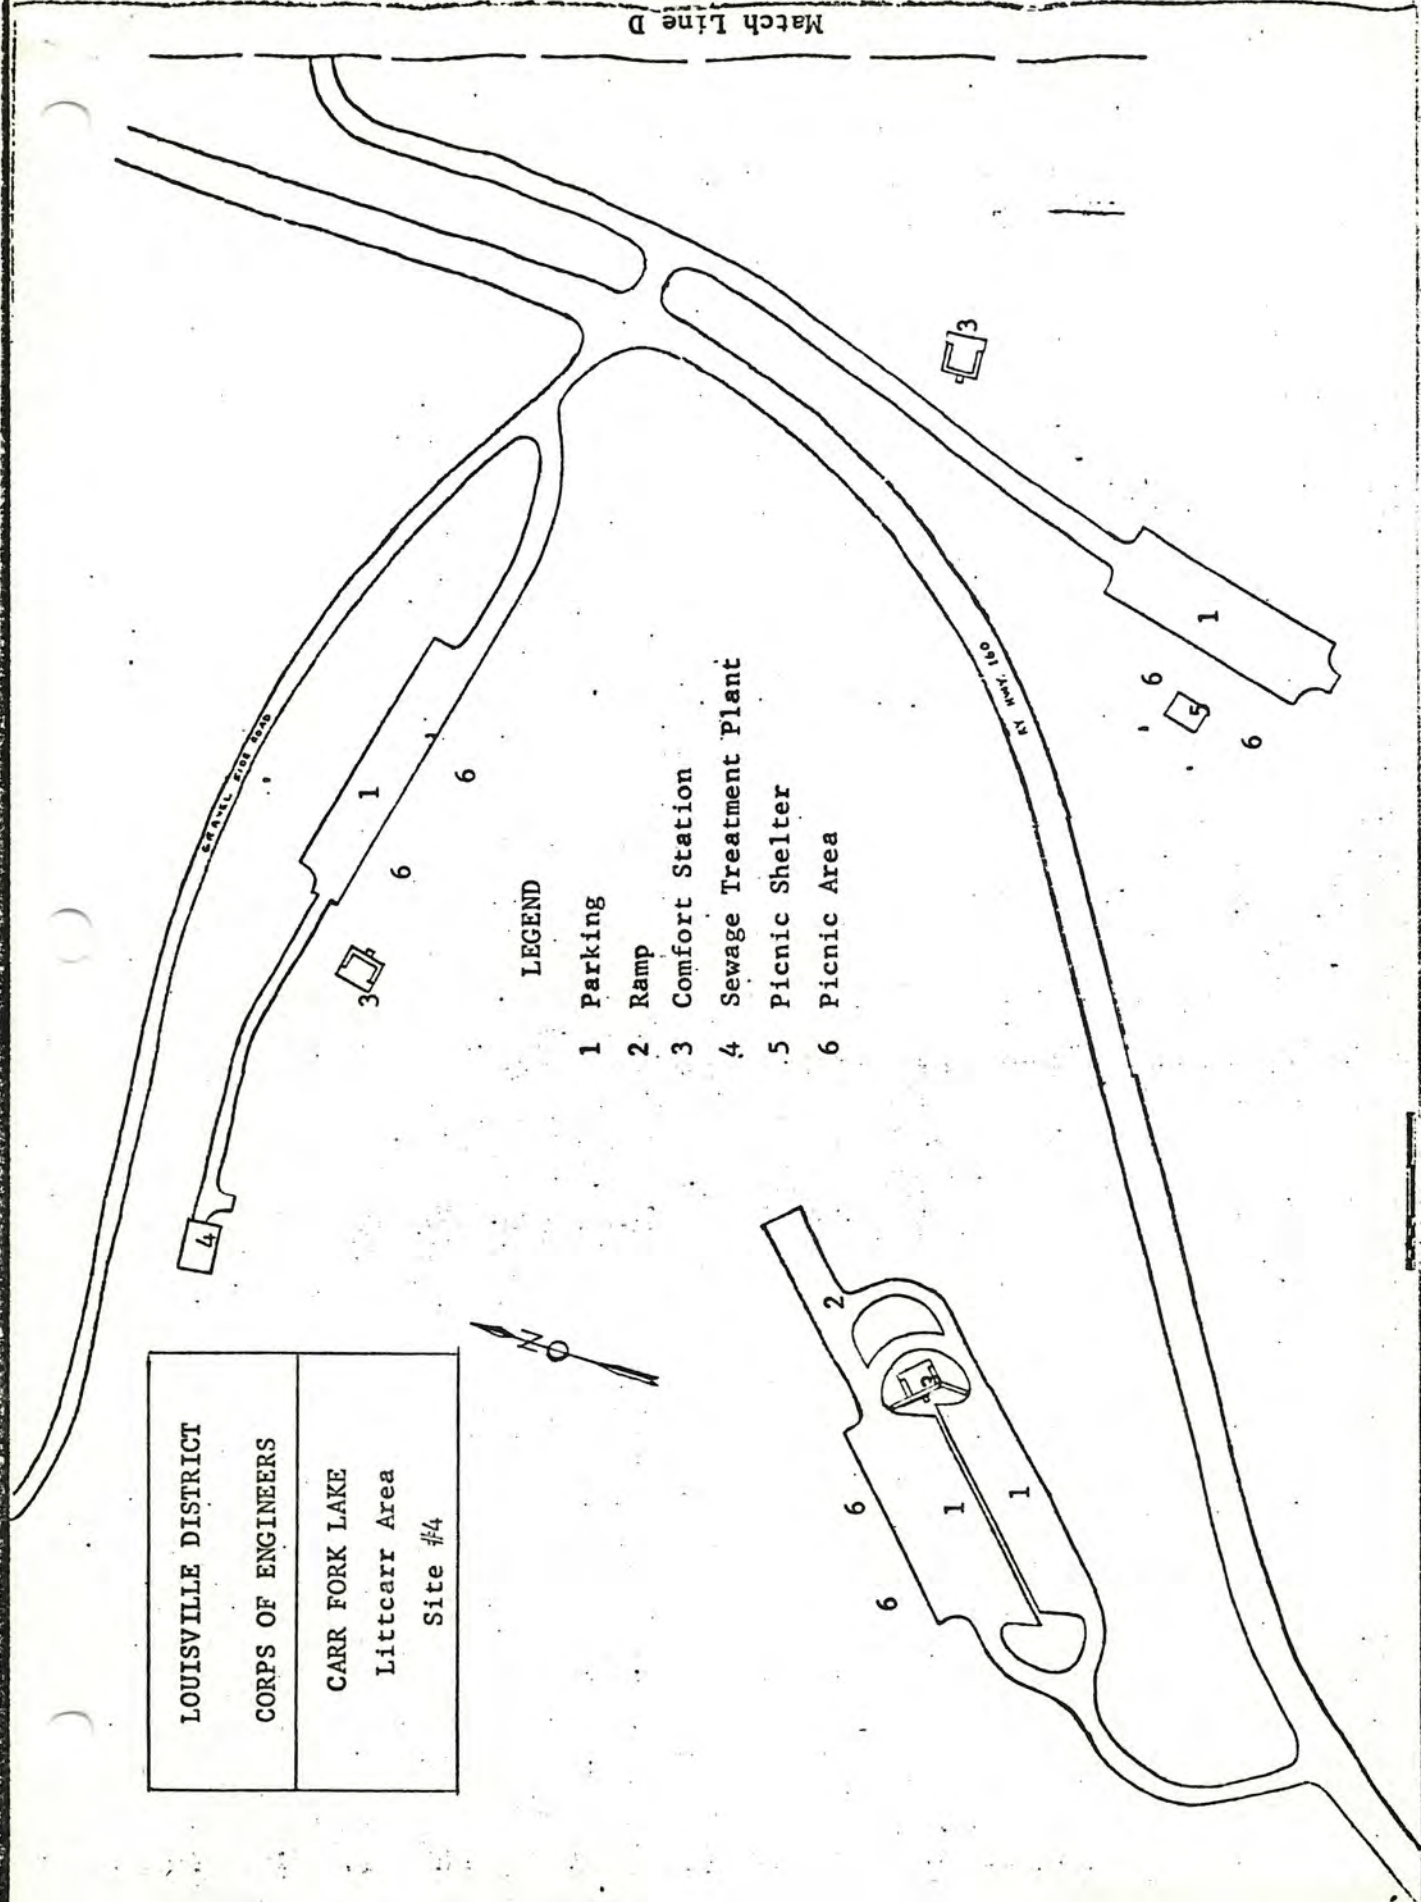 Match Line D
LOUISVILLE DISTRICT
CORPS OF ENGINEERS
CARR FORK LAKE
Littcarr Area
Site #4
GRAVEL SIDE ROAD
KY HWY. 160
LEGEND
1 Parking
2 Ramp
3 Comfort Station
4 Sewage Treatment Plant
5 Picnic Shelter
6 Picnic Area
N
4
3
1
6
6
2
3
1
1
6
6
3
1
5
6
6